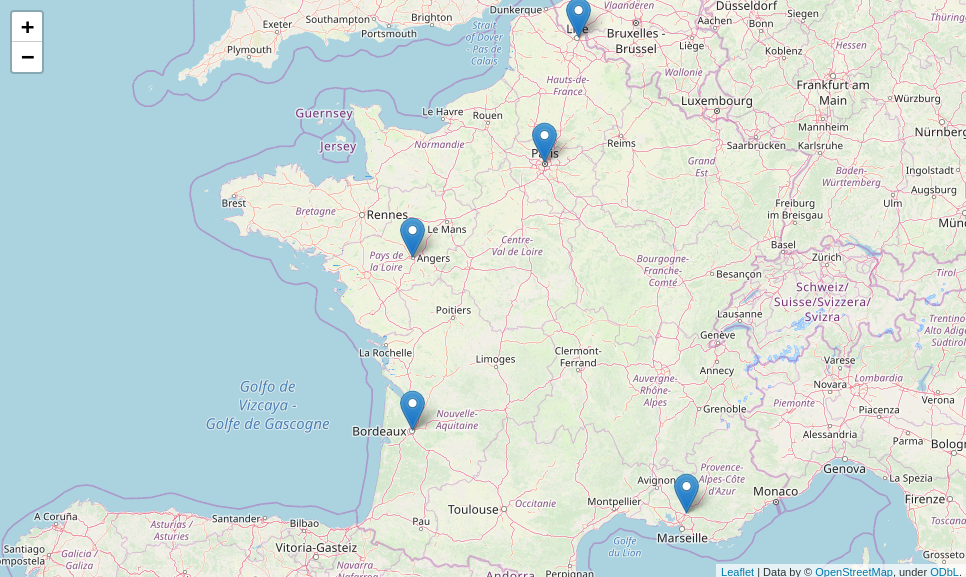 +
−
Exeter
Southampton
Brighton
Portsmouth
Plymouth
Strait
of Dover
- Pas de
Calais
Dunkerque
Vlaanderen
Düsseldorf
Siegen
Aachen
Bonn
Thüring
Bruxelles -
Brussel
Liège
Koblenz
Hessen
Wallonie
Hauts-de-
France
Frankfurt am
Main
Luxembourg
Würzburg
Guernsey
Jersey
Le Havre
Rouen
Normandie
Reims
Saarbrücken
Mannheim
Karlsruhe
Nürnberg
Grand
Est
Baden-
Württemberg
Ingolstadt
Augsburg
Ulm
Freiburg
im Breisgau
Münc
Brest
Bretagne
Rennes
Le Mans
Pays de
la Loire
Angers
Centre-
Val de Loire
Bourgogne-
Franche-
Comté
Besançon
Basel
Zürich
Tirol
Schweiz/
Suisse/Svizzera/
Svizra
Lausanne
Genève
Annecy
Trentino
Alto Adige
Südtirol
Poitiers
La Rochelle
Limoges
Clermont-
Ferrand
Auvergne-
Rhône-
Alpes
Grenoble
Varese
Novara
Lombardia
Verona
Piemonte
Piacenza
Alessandria
Parma
Bologn
Golfo de
Vizcaya -
Golfe de Gascogne
Bordeaux
Nouvelle-
Aquitaine
Avignon
Provence-
Alpes-Côte
d'Azur
Monaco
Genova
La Spezia
Firenze
Toscana
Montpellier
Marseille
Toulouse
Occitanie
Golfe
du Lion
Pau
Perpignan
Andorra
A Coruña
Asturias /
Asturies
Santander
Bilbao
Vitoria-Gasteiz
Navarra
Santiago
ompostela
Galicia
Galiza
Grosseto
Leaflet | Data by © OpenStreetMap, under ODbL.